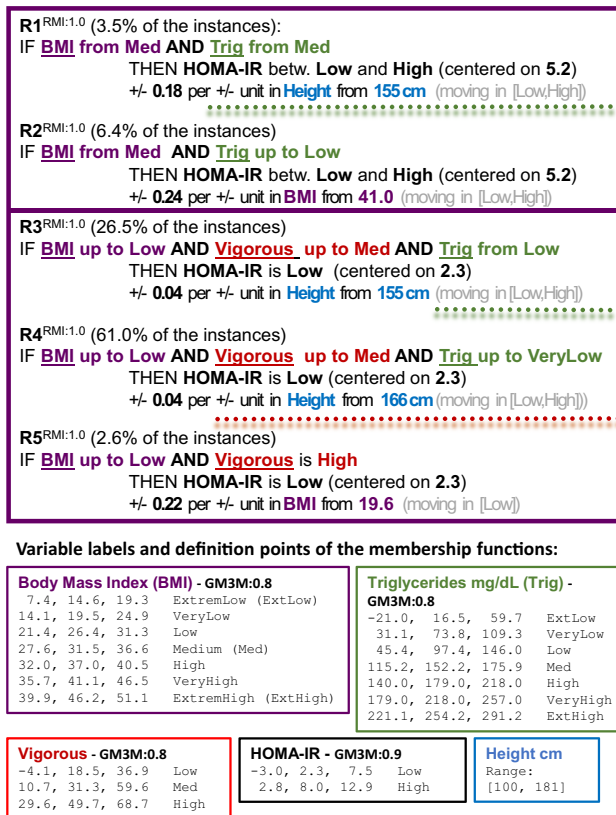 R1RMI:1.0 (3.5% of the instances):
IF BMI from Med AND Trig from Med
THEN HOMA-IR betw. Low and High (centered on 5.2)
+/- 0.18 per +/- unit in Height from 155 cm (moving in [Low,High])
R2RMI:1.0 (6.4% of the instances)
IF BMI from Med AND Trig up to Low
THEN HOMA-IR betw. Low and High (centered on 5.2)
+/- 0.24 per +/- unit in BMI from 41.0 (moving in [Low,High])
R3RMI:1.0 (26.5% of the instances)
IF BMI up to Low AND Vigorous up to Med AND Trig from Low
THEN HOMA-IR is Low (centered on 2.3)
+/- 0.04 per +/- unit in Height from 155 cm (moving in [Low,High])
R4RMI:1.0 (61.0% of the instances)
IF BMI up to Low AND Vigorous up to Med AND Trig up to VeryLow
THEN HOMA-IR is Low (centered on 2.3)
+/- 0.04 per +/- unit in Height from 166 cm (moving in [Low,High]))
R5RMI:1.0 (2.6% of the instances)
IF BMI up to Low AND Vigorous is High
THEN HOMA-IR is Low (centered on 2.3)
+/- 0.22 per +/- unit in BMI from 19.6 (moving in [Low])
Variable labels and definition points of the membership functions:
Body Mass Index (BMI) - GM3M:0.8
7.4, 14.6, 19.3 ExtremLow (ExtLow)
14.1, 19.5, 24.9 VeryLow
21.4, 26.4, 31.3 Low
27.6, 31.5, 36.6 Medium (Med)
32.0, 37.0, 40.5 High
35.7, 41.1, 46.5 VeryHigh
39.9, 46.2, 51.1 ExtremHigh (ExtHigh)
Triglycerides mg/dL (Trig) -
GM3M:0.8
-21.0, 16.5, 59.7 ExtLow
31.1, 73.8, 109.3 VeryLow
45.4, 97.4, 146.0 Low
115.2, 152.2, 175.9 Med
140.0, 179.0, 218.0 High
179.0, 218.0, 257.0 VeryHigh
221.1, 254.2, 291.2 ExtHigh
Vigorous - GM3M:0.8
-4.1, 18.5, 36.9 Low
10.7, 31.3, 59.6 Med
29.6, 49.7, 68.7 High
HOMA-IR - GM3M:0.9
-3.0, 2.3, 7.5 Low
2.8, 8.0, 12.9 High
Height cm
Range:
[100, 181]